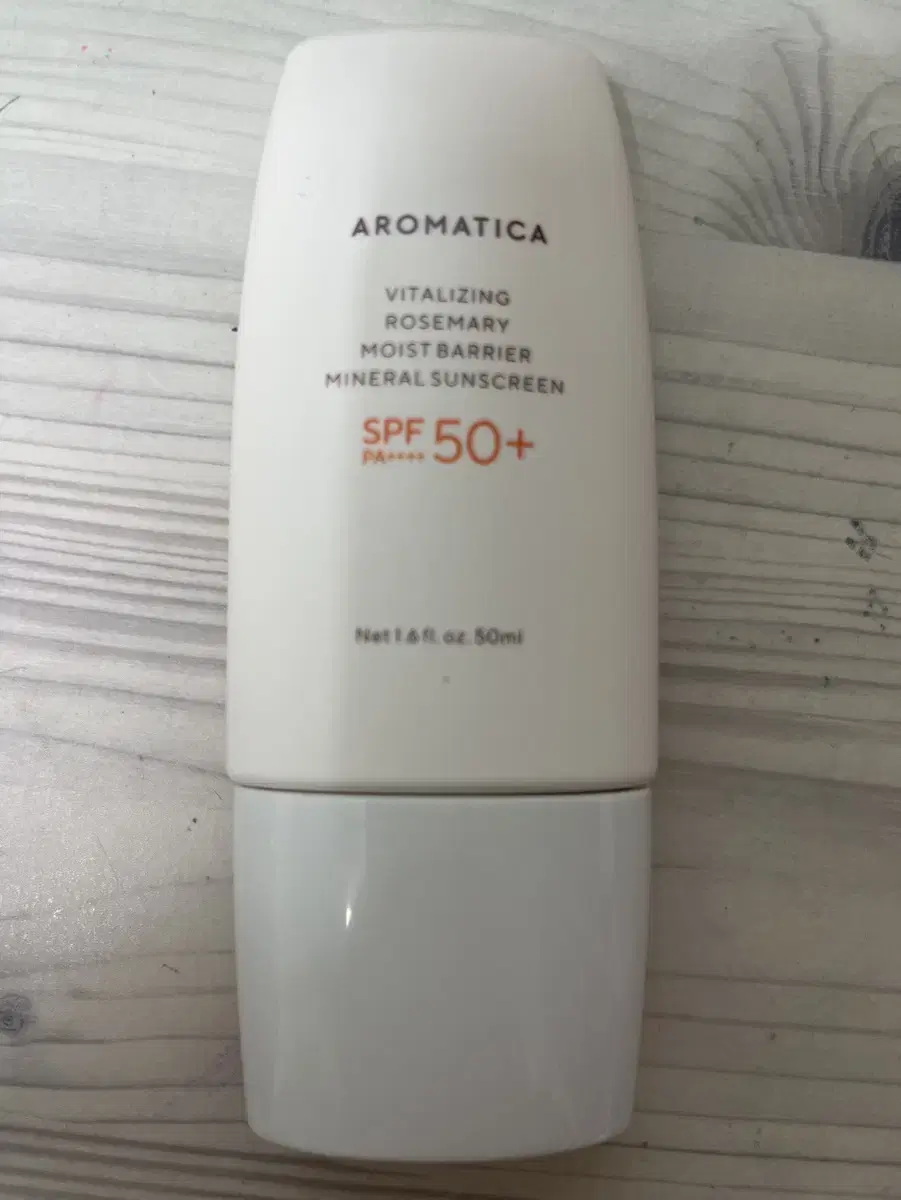 AROMATICA
VITALIZING
ROSEMARY
MOIST BARRIER
MINERAL SUNSCREEN
SPF 50+
PA++++
Net 1.6 fl. oz. 50ml